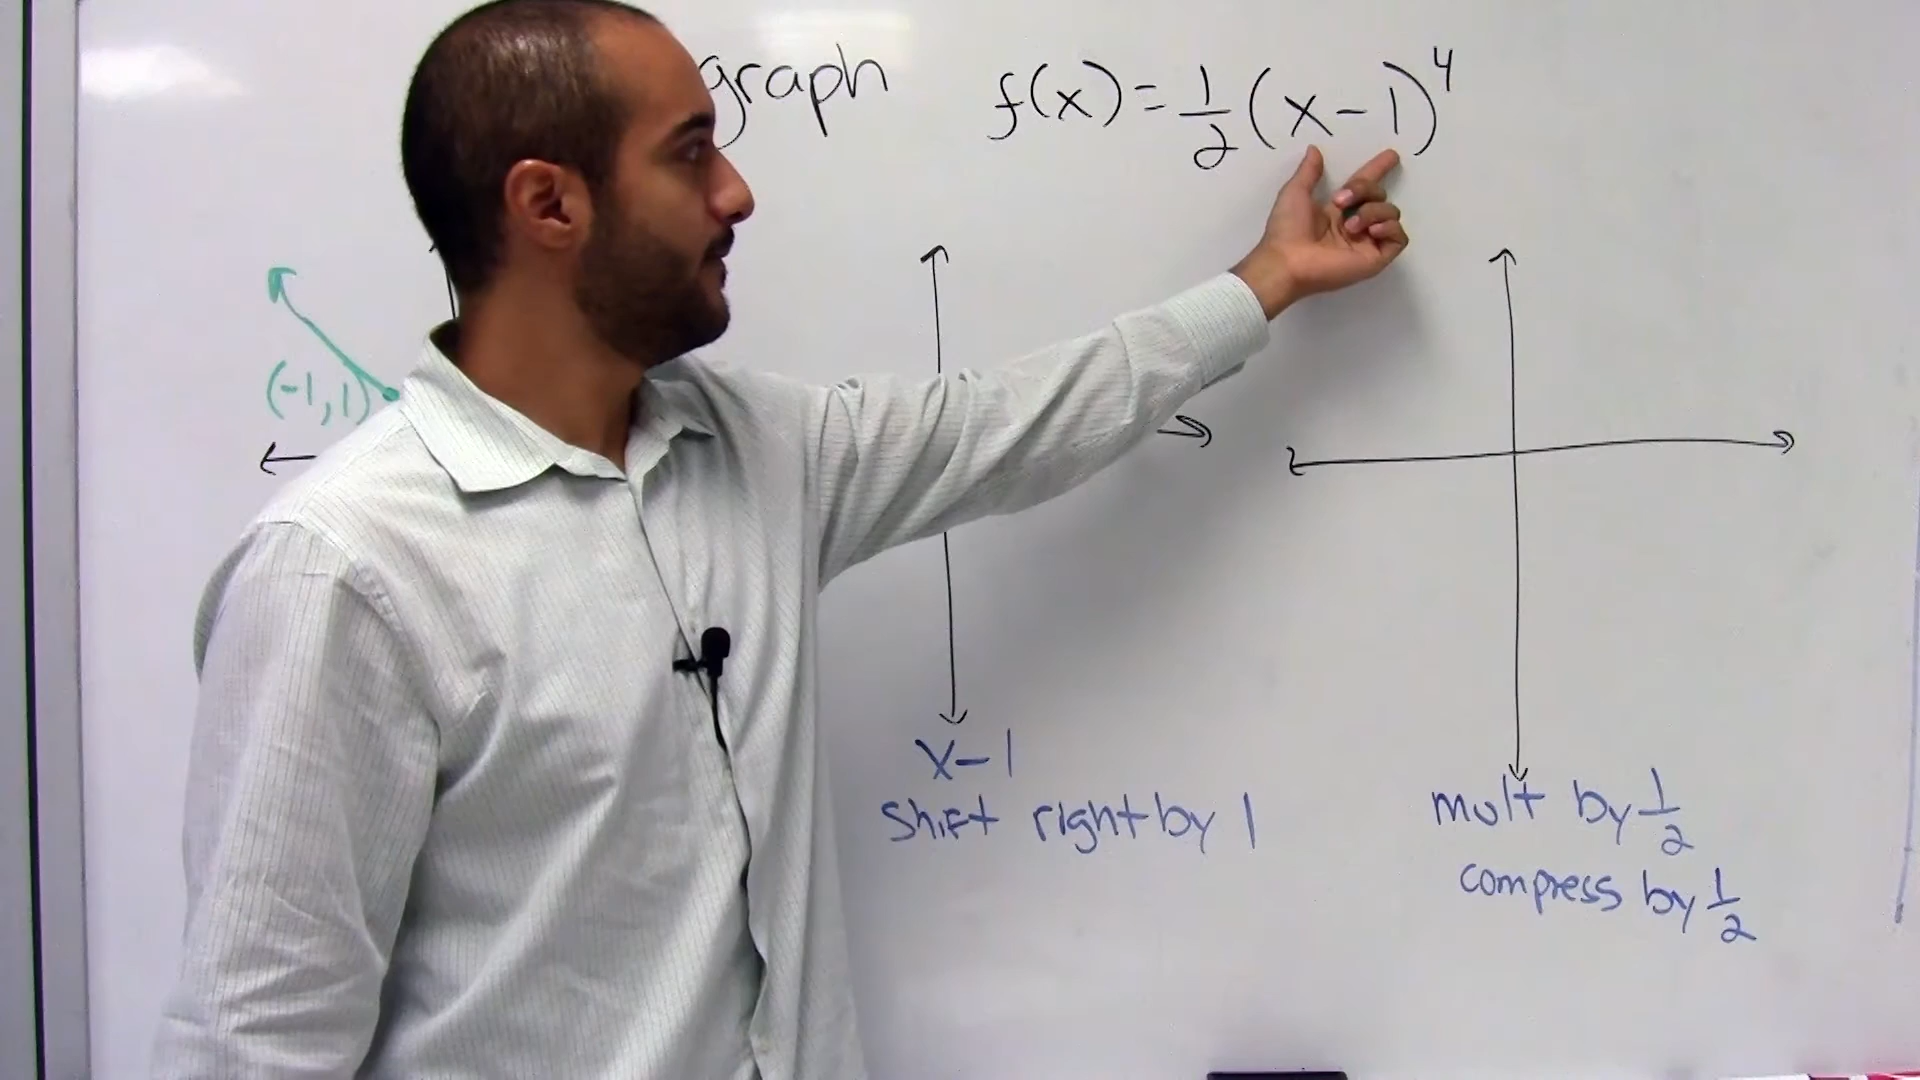 graph f(x)=1/2(x-1)^4
(-1,1)
x-1
shift right by 1
mult by 1/2
compress by 1/2